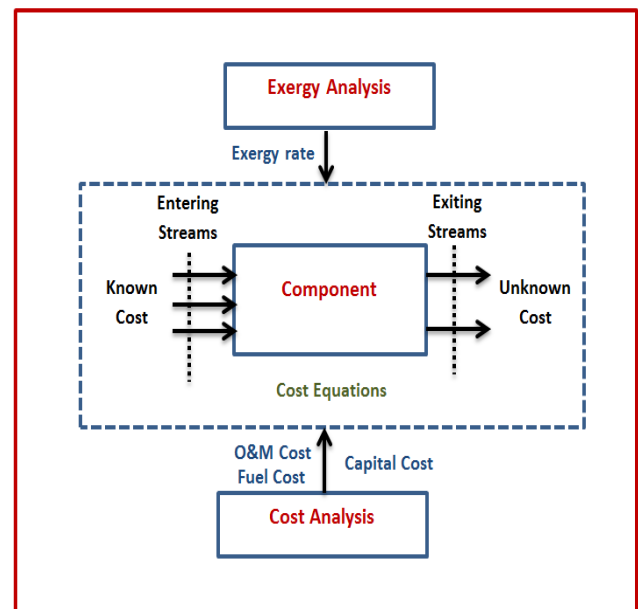 Exergy Analysis
Exergy rate
Entering
Streams
Exiting
Streams
Known
Cost
Component
Unknown
Cost
Cost Equations
O&M Cost
Fuel Cost
Capital Cost
Cost Analysis